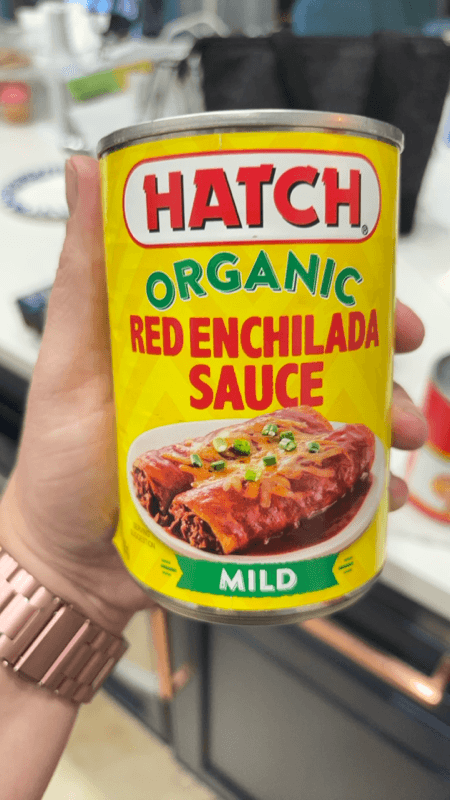 HATCH®
ORGANIC
RED ENCHILADA
SAUCE
MILD